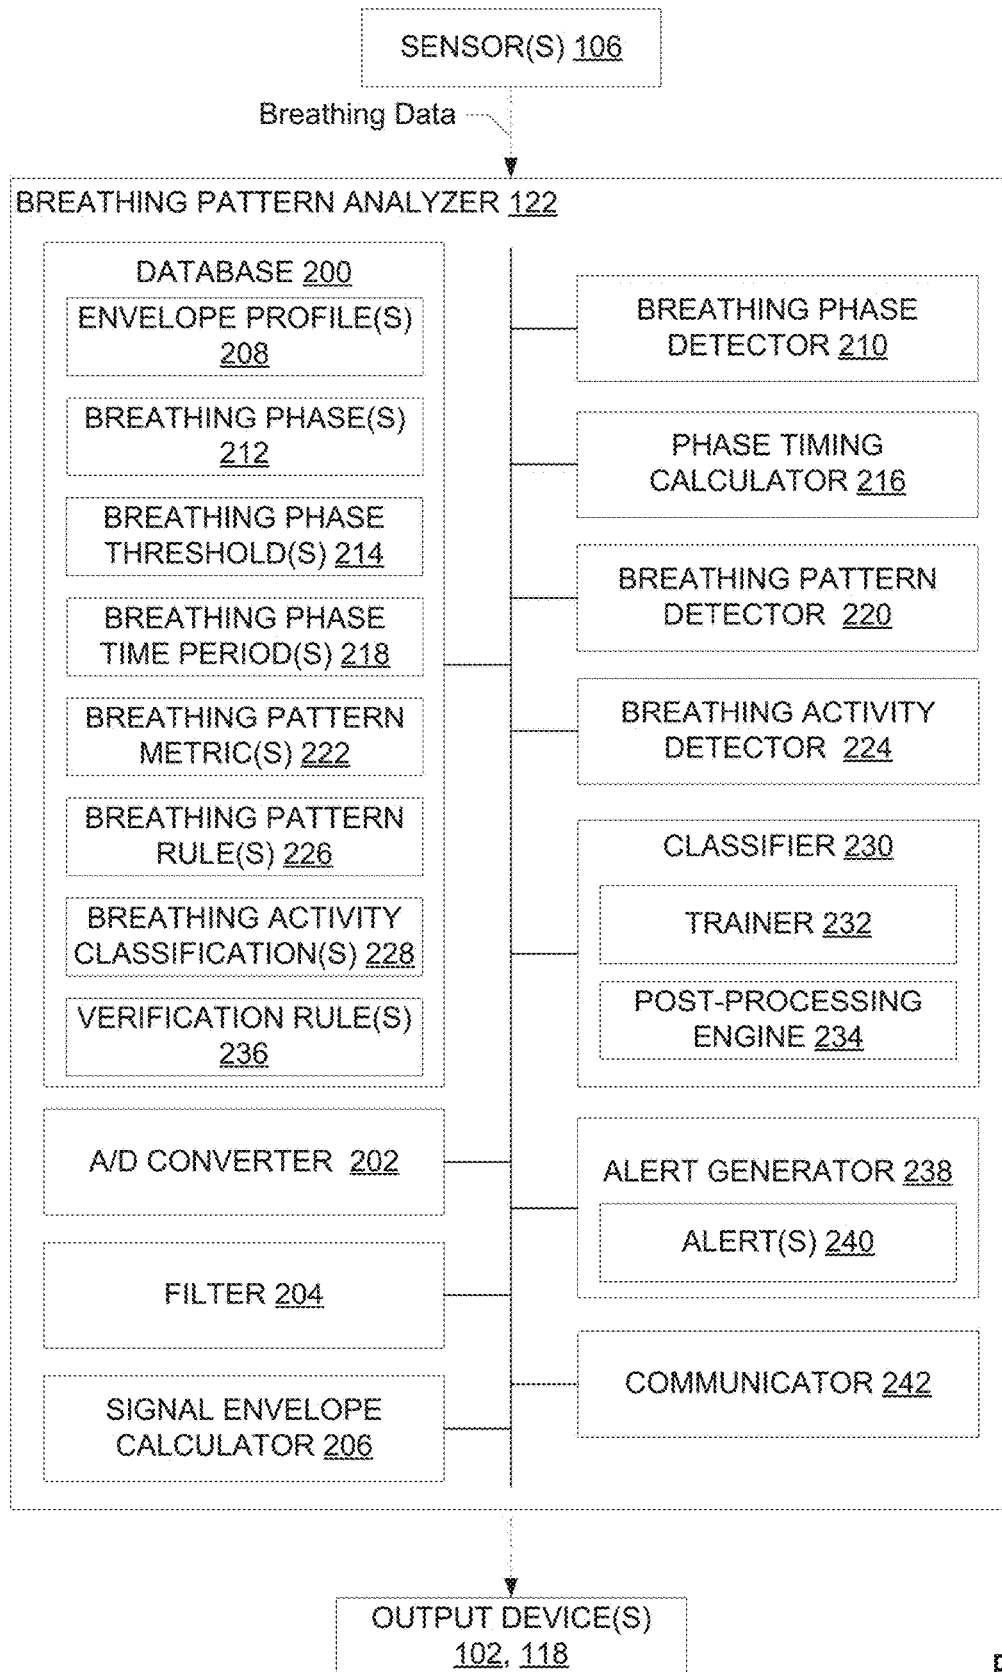 SENSOR(S) 106
Breathing Data
BREATHING PATTERN ANALYZER 122
DATABASE 200
ENVELOPE PROFILE(S)
208
BREATHING PHASE(S)
212
BREATHING PHASE
THRESHOLD(S) 214
BREATHING PHASE
TIME PERIOD(S) 218
BREATHING PATTERN
METRIC(S) 222
BREATHING PATTERN
RULE(S) 226
BREATHING ACTIVITY
CLASSIFICATION(S) 228
VERIFICATION RULE(S)
236
A/D CONVERTER 202
FILTER 204
SIGNAL ENVELOPE
CALCULATOR 206
BREATHING PHASE
DETECTOR 210
PHASE TIMING
CALCULATOR 216
BREATHING PATTERN
DETECTOR 220
BREATHING ACTIVITY
DETECTOR 224
CLASSIFIER 230
TRAINER 232
POST-PROCESSING
ENGINE 234
ALERT GENERATOR 238
ALERT(S) 240
COMMUNICATOR 242
OUTPUT DEVICE(S)
102, 118